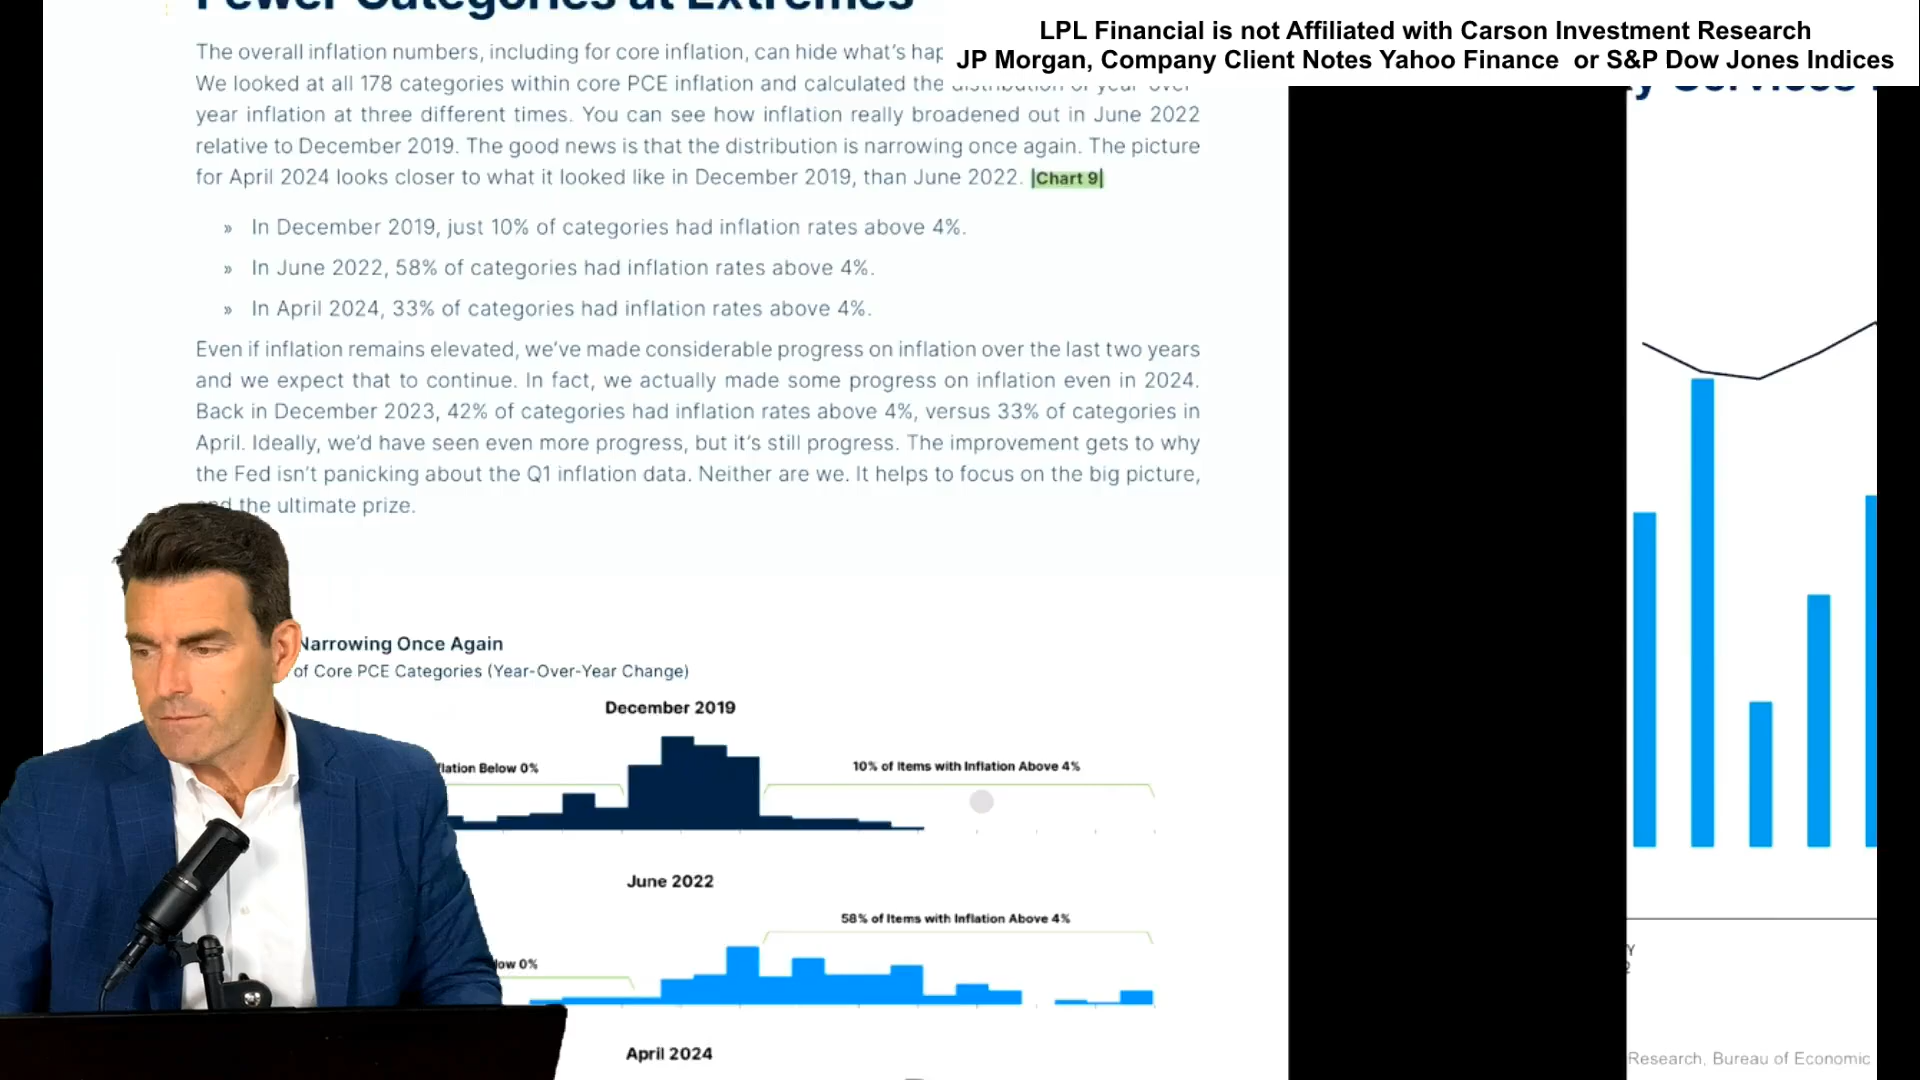 Fewer Categories at Extremes
LPL Financial is not Affiliated with Carson Investment Research
JP Morgan, Company Client Notes Yahoo Finance or S&P Dow Jones Indices
The overall inflation numbers, including for core inflation, can hide what's
We looked at all 178 categories within core PCE inflation and calculated the distribution of year-over-
year inflation at three different times. You can see how inflation really broadened out in June 2022
relative to December 2019. The good news is that the distribution is narrowing once again. The picture
for April 2024 looks closer to what it looked like in December 2019, than June 2022. |Chart 9|
» In December 2019, just 10% of categories had inflation rates above 4%.
» In June 2022, 58% of categories had inflation rates above 4%.
» In April 2024, 33% of categories had inflation rates above 4%.
Even if inflation remains elevated, we've made considerable progress on inflation over the last two years
and we expect that to continue. In fact, we actually made some progress on inflation even in 2024.
Back in December 2023, 42% of categories had inflation rates above 4%, versus 33% of categories in
April. Ideally, we'd have seen even more progress, but it's still progress. The improvement gets to why
the Fed isn't panicking about the Q1 inflation data. Neither are we. It helps to focus on the big picture,
and the ultimate prize.
Narrowing Once Again
of Core PCE Categories (Year-Over-Year Change)
December 2019
flation Below 0%
10% of Items with Inflation Above 4%
June 2022
58% of Items with Inflation Above 4%
low 0%
April 2024
Services
Research, Bureau of Economic